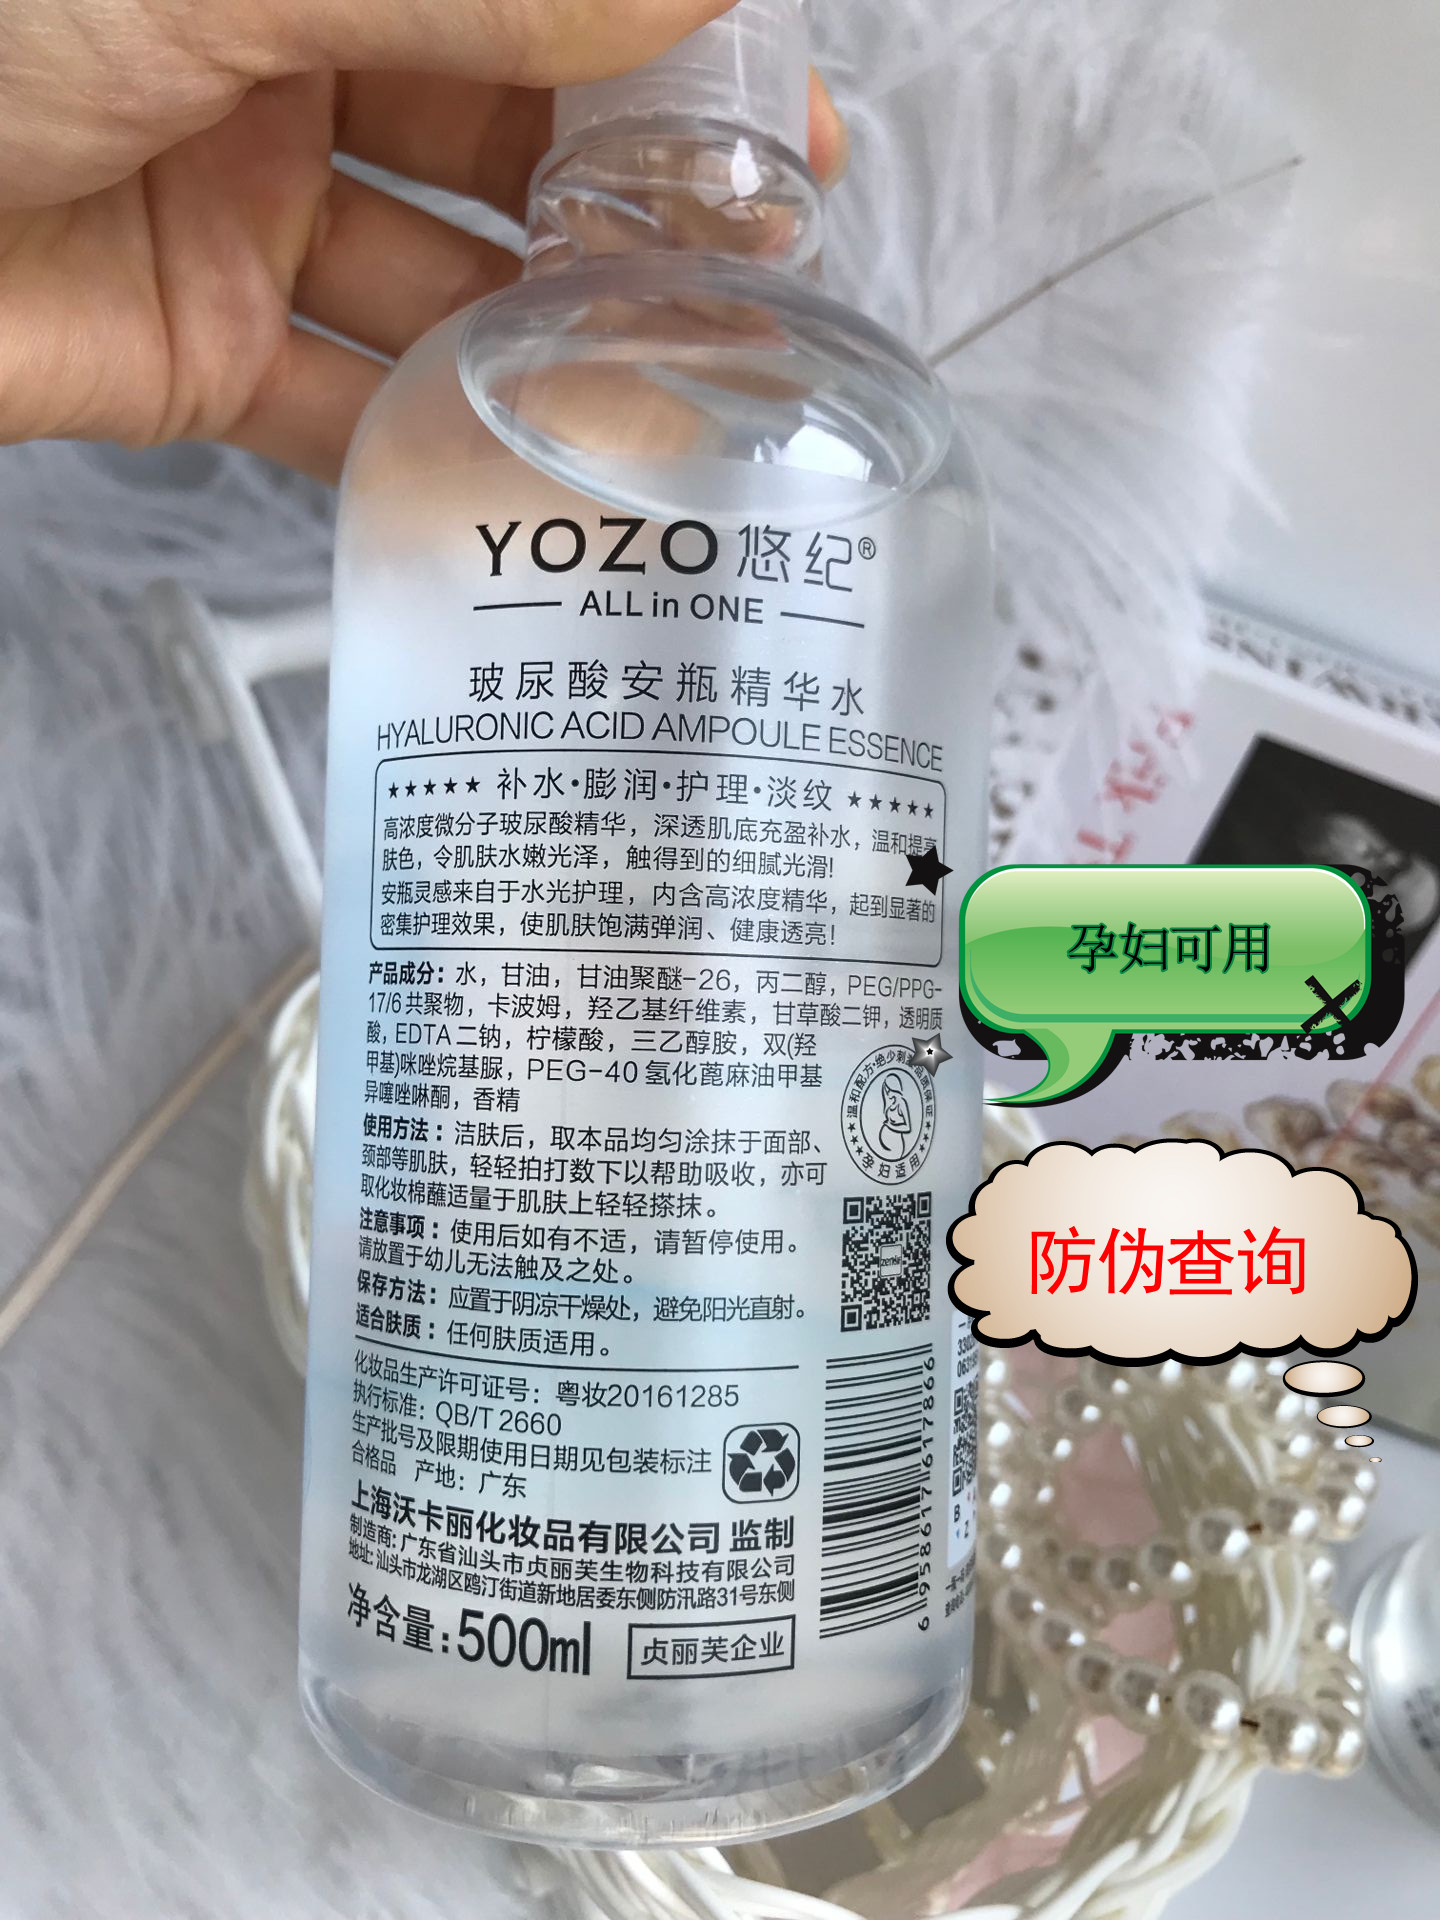 YOZO悠纪®
ALL in ONE
玻尿酸安瓶精华水
HYALURONIC ACID AMPOULE ESSENCE
★★★★★ 补水·膨润·护理·淡纹 ★★★★★
高浓度微分子玻尿酸精华，深透肌底充盈补水，温和提亮
肤色，令肌肤水嫩光泽，触得到的细腻光滑!
安瓶灵感来自于水光护理，内含高浓度精华，起到显著的
密集护理效果，使肌肤饱满弹润、健康透亮!
产品成分：水，甘油，甘油聚醚-26，丙二醇，PEG/PPG-
17/6共聚物，卡波姆，羟乙基纤维素，甘草酸二钾，透明质
酸，EDTA二钠，柠檬酸，三乙醇胺，双(羟
甲基)咪唑烷基脲，PEG-40氢化蓖麻油甲基
异噻唑啉酮，香精
使用方法：洁肤后，取本品均匀涂抹于面部、
颈部等肌肤，轻轻拍打数下以帮助吸收，亦可
取化妆棉蘸适量于肌肤上轻轻搽抹。
注意事项：使用后如有不适，请暂停使用。
请放置于幼儿无法触及之处。
保存方法：应置于阴凉干燥处，避免阳光直射。
适合肤质：任何肤质适用。
温和配方·绝少刺激 品质保证
孕妇适用
zense
化妆品生产许可证号：粤妆20161285
执行标准：QB/T 2660
生产批号及限期使用日期见包装标注
合格品 产地：广东
上海沃卡丽化妆品有限公司 监制
制造商:广东省汕头市贞丽芙生物科技有限公司
地址:汕头市龙湖区鸥汀街道新地居委东侧防汛路31号东侧
净含量:500ml
贞丽芙企业
6958617617866
孕妇可用
防伪查询